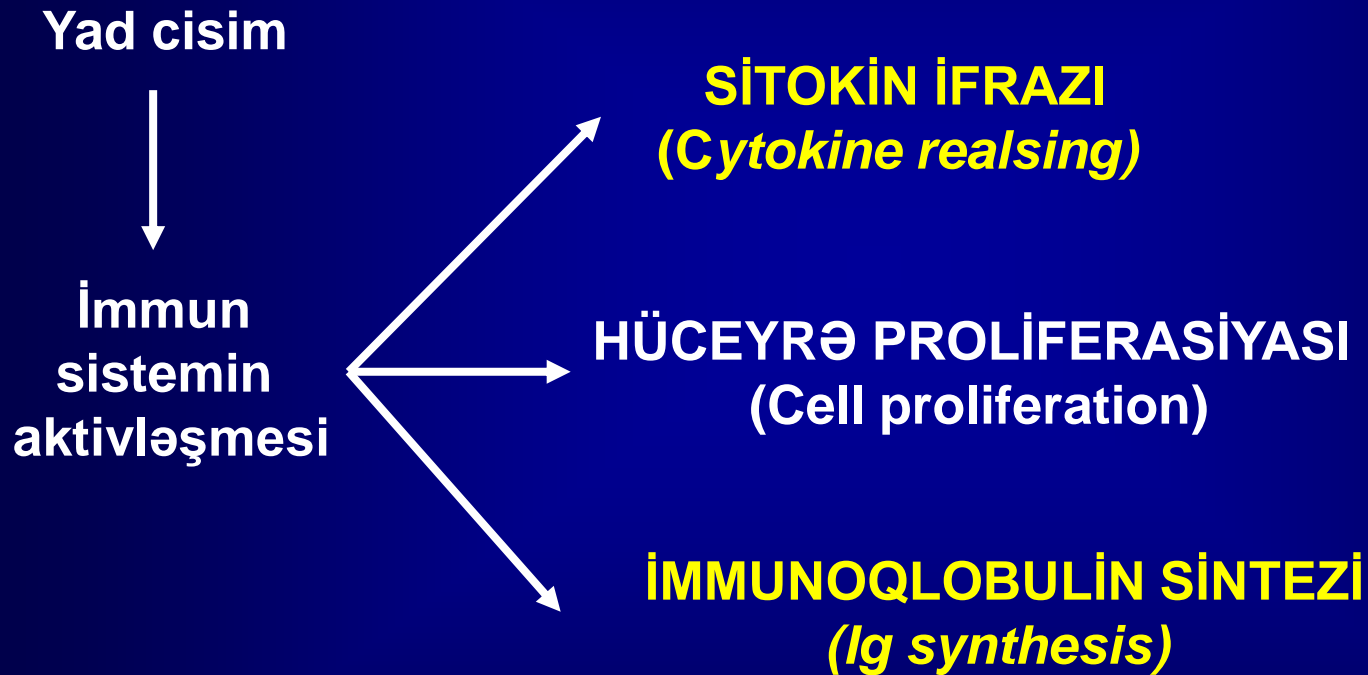 Yad cisim
İmmun
sistemin
aktivləşmesi
SİTOKİN İFRAZI
(Cytokine realsing)
HÜCEYRƏ PROLİFERASİYASI
(Cell proliferation)
İMMUNOQLOBULİN SİNTEZİ
(Ig synthesis)